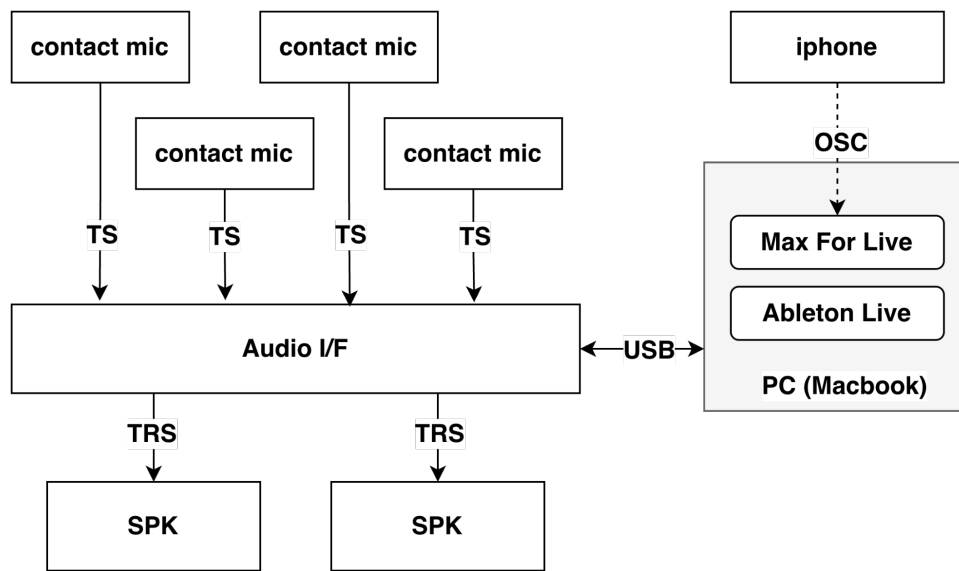 contact mic
contact mic
iphone
contact mic
contact mic
OSC
TS
TS
TS
TS
Max For Live
Ableton Live
Audio I/F
USB
PC (Macbook)
TRS
TRS
SPK
SPK